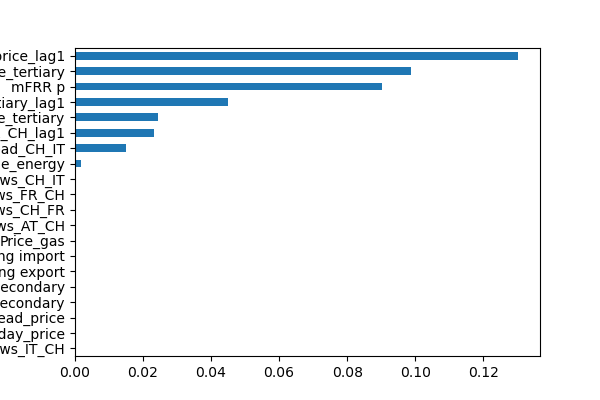 price_lag1
e_tertiary
mFRR p
tiary_lag1
e_tertiary
_CH_lag1
ad_CH_IT
e_energy
ws_CH_IT
ws_FR_CH
ws_CH_FR
ws_AT_CH
Price_gas
ng import
ng export
econdary
econdary
ead_price
day_price
ws_IT_CH
0.00 0.02 0.04 0.06 0.08 0.10 0.12